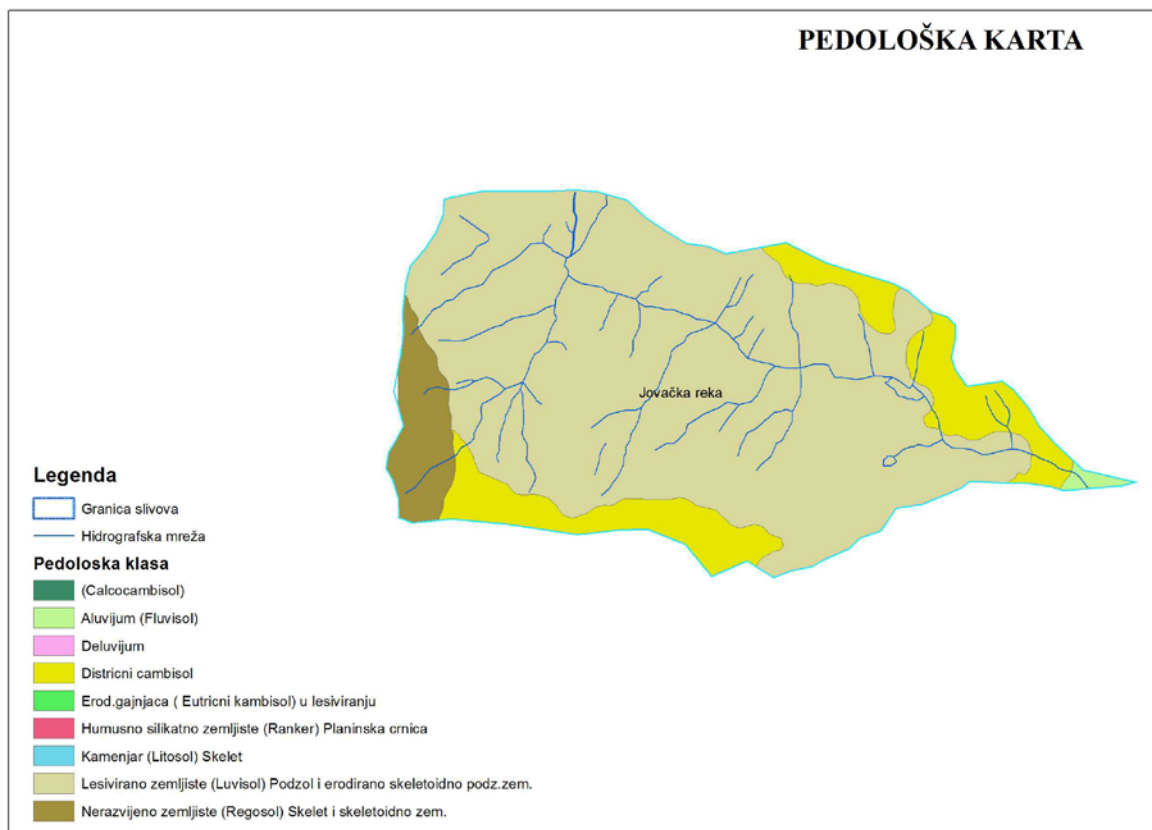 PEDOLOŠKA KARTA
Jovačka reka
Legenda
Granica slivova
Hidrografska mreža
Pedoloska klasa
(Calcocambisol)
Aluvijum (Fluvisol)
Deluvijum
Districni cambisol
Erod.gajnjaca ( Eutricni kambisol) u lesiviranju
Humusno silikatno zemljiste (Ranker) Planinska crnica
Kamenjar (Litosol) Skelet
Lesivirano zemljiste (Luvisol) Podzol i erodirano skeletoidno podz.zem.
Nerazvijeno zemljiste (Regosol) Skelet i skeletoidno zem.